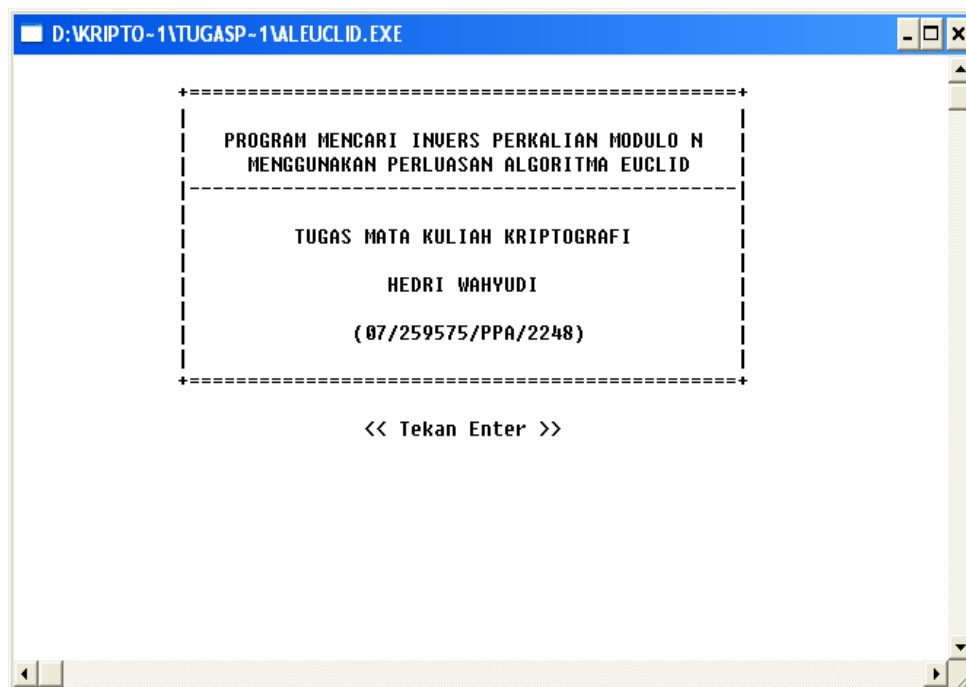 D:\KRIPTO~1\TUGASP~1\ALEUCLID.EXE
+===============================================+
PROGRAM MENCARI INVERS PERKALIAN MODULO N
MENGGUNAKAN PERLUASAN ALGORITMA EUCLID
|-----------------------------------------------|
TUGAS MATA KULIAH KRIPTOGRAFI
HEDRI WAHYUDI
(07/259575/PPA/2248)
+===============================================+
<< Tekan Enter >>